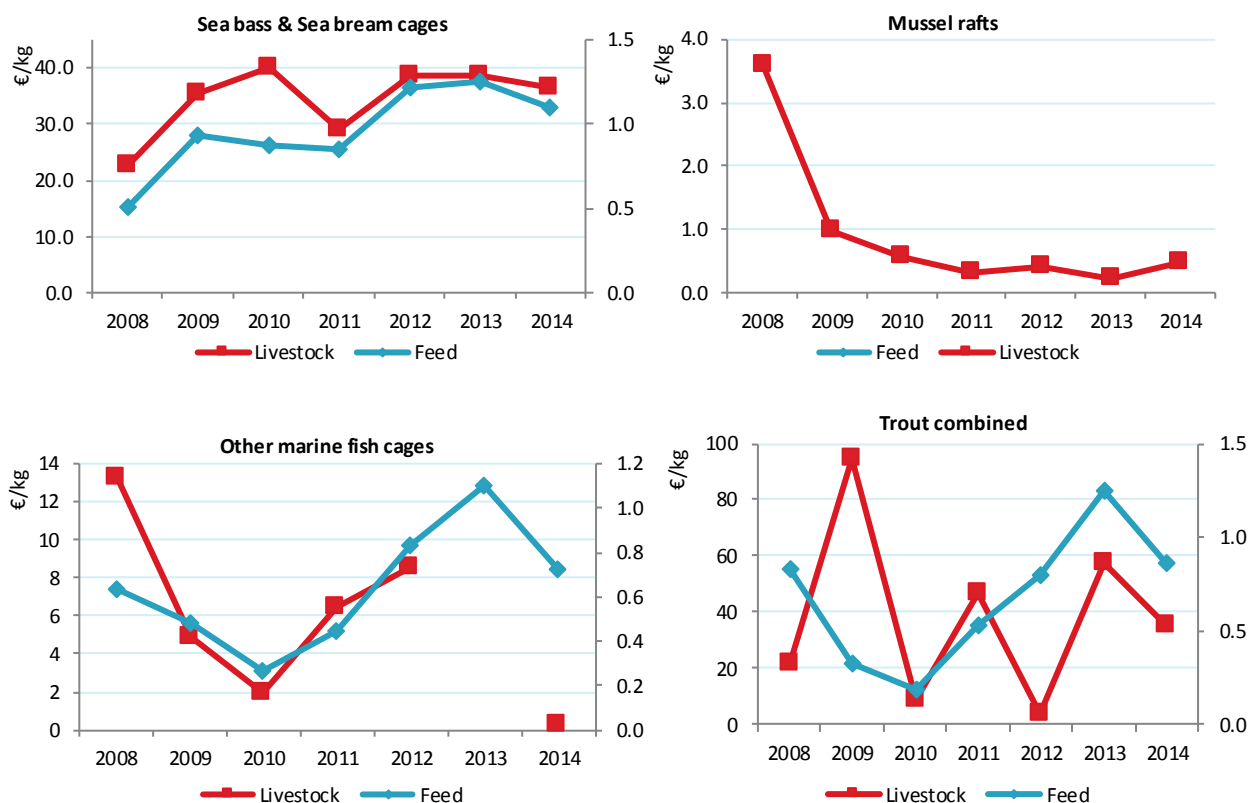 Sea bass & Sea bream cages
€/kg
40.0
30.0
20.0
10.0
0.0
1.5
1.0
0.5
0.0
2008 2009 2010 2011 2012 2013 2014
Livestock Feed
Mussel rafts
€/kg
4.0
3.0
2.0
1.0
0.0
2008 2009 2010 2011 2012 2013 2014
Feed Livestock
Other marine fish cages
€/kg
14
12
10
8
6
4
2
0
1.2
1.0
0.8
0.6
0.4
0.2
0.0
2008 2009 2010 2011 2012 2013 2014
Livestock Feed
Trout combined
€/kg
100
80
60
40
20
0
1.5
1.0
0.5
0.0
2008 2009 2010 2011 2012 2013 2014
Livestock Feed